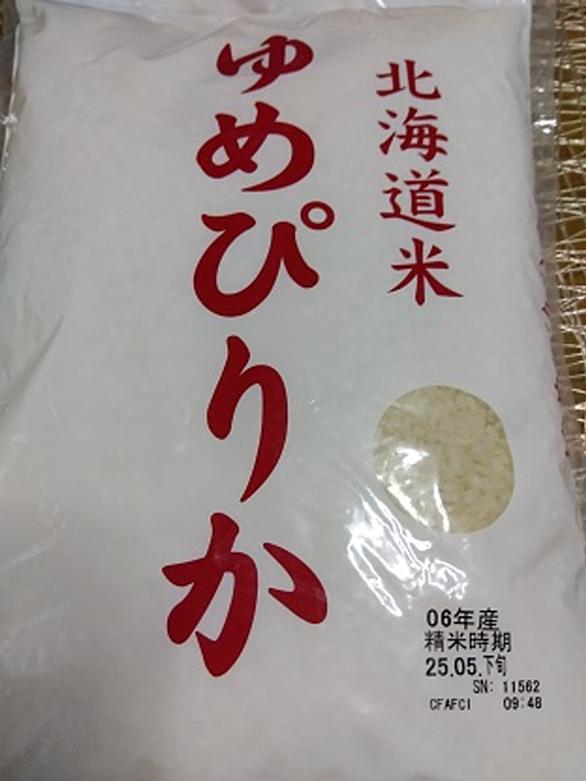 北海道米
ゆめぴりか
06年産
精米時期
25.05.下旬
SN: 11562
CFAFCI 09:48